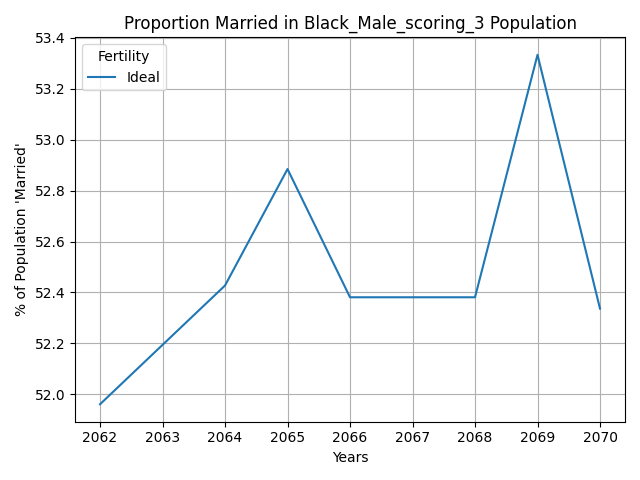 Proportion Married in Black_Male_scoring_3 Population
% of Population 'Married'
53.4
53.2
53.0
52.8
52.6
52.4
52.2
52.0
Fertility
Ideal
2062 2063 2064 2065 2066 2067 2068 2069 2070
Years